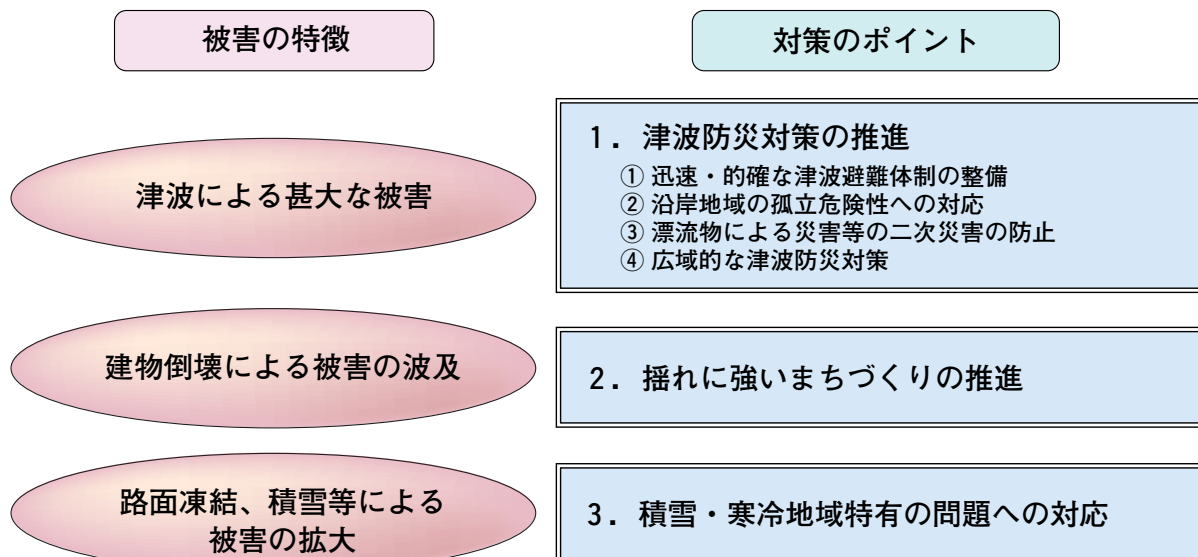 被害の特徴
対策のポイント
津波による甚大な被害
1．津波防災対策の推進
① 迅速・的確な津波避難体制の整備
② 沿岸地域の孤立危険性への対応
③ 漂流物による災害等の二次災害の防止
④ 広域的な津波防災対策
建物倒壊による被害の波及
2．揺れに強いまちづくりの推進
路面凍結、積雪等による
被害の拡大
3．積雪・寒冷地域特有の問題への対応